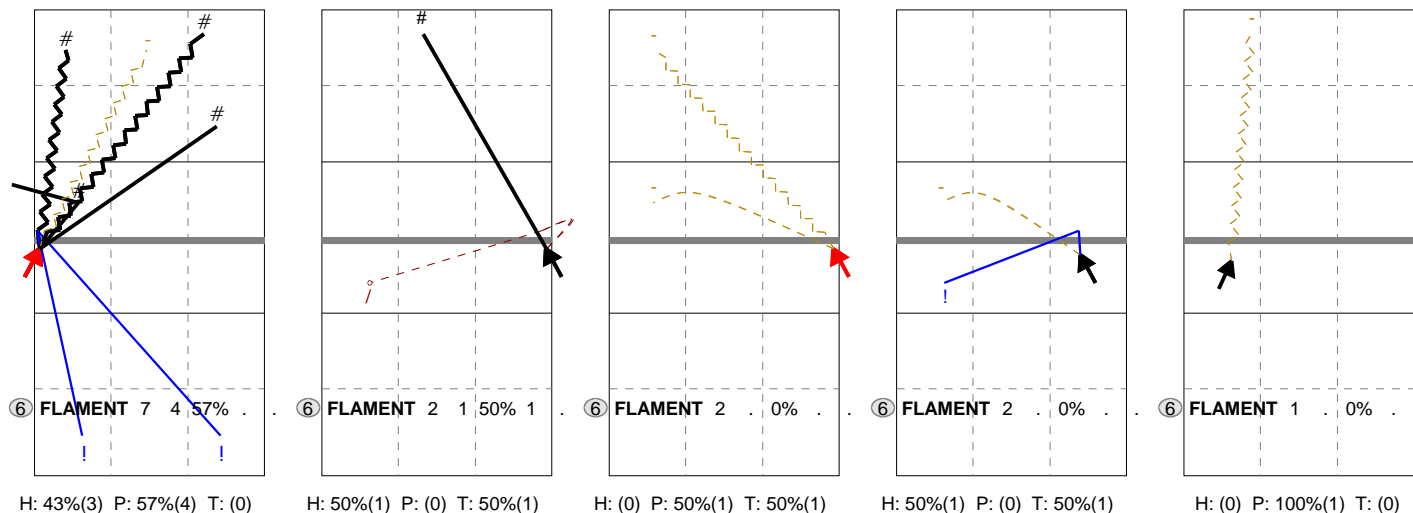 # # # # - # - - - -
/ ! ! ! 
⑥ FLAMENT 7 4 57% . . ⑥ FLAMENT 2 1 50% 1 . ⑥ FLAMENT 2 . 0% . . ⑥ FLAMENT 2 . 0% . . ⑥ FLAMENT 1 . 0% .
H: 43%(3) P: 57%(4) T: (0) H: 50%(1) P: (0) T: 50%(1) H: (0) P: 50%(1) T: 50%(1) H: 50%(1) P: (0) T: 50%(1) H: (0) P: 100%(1) T: (0)